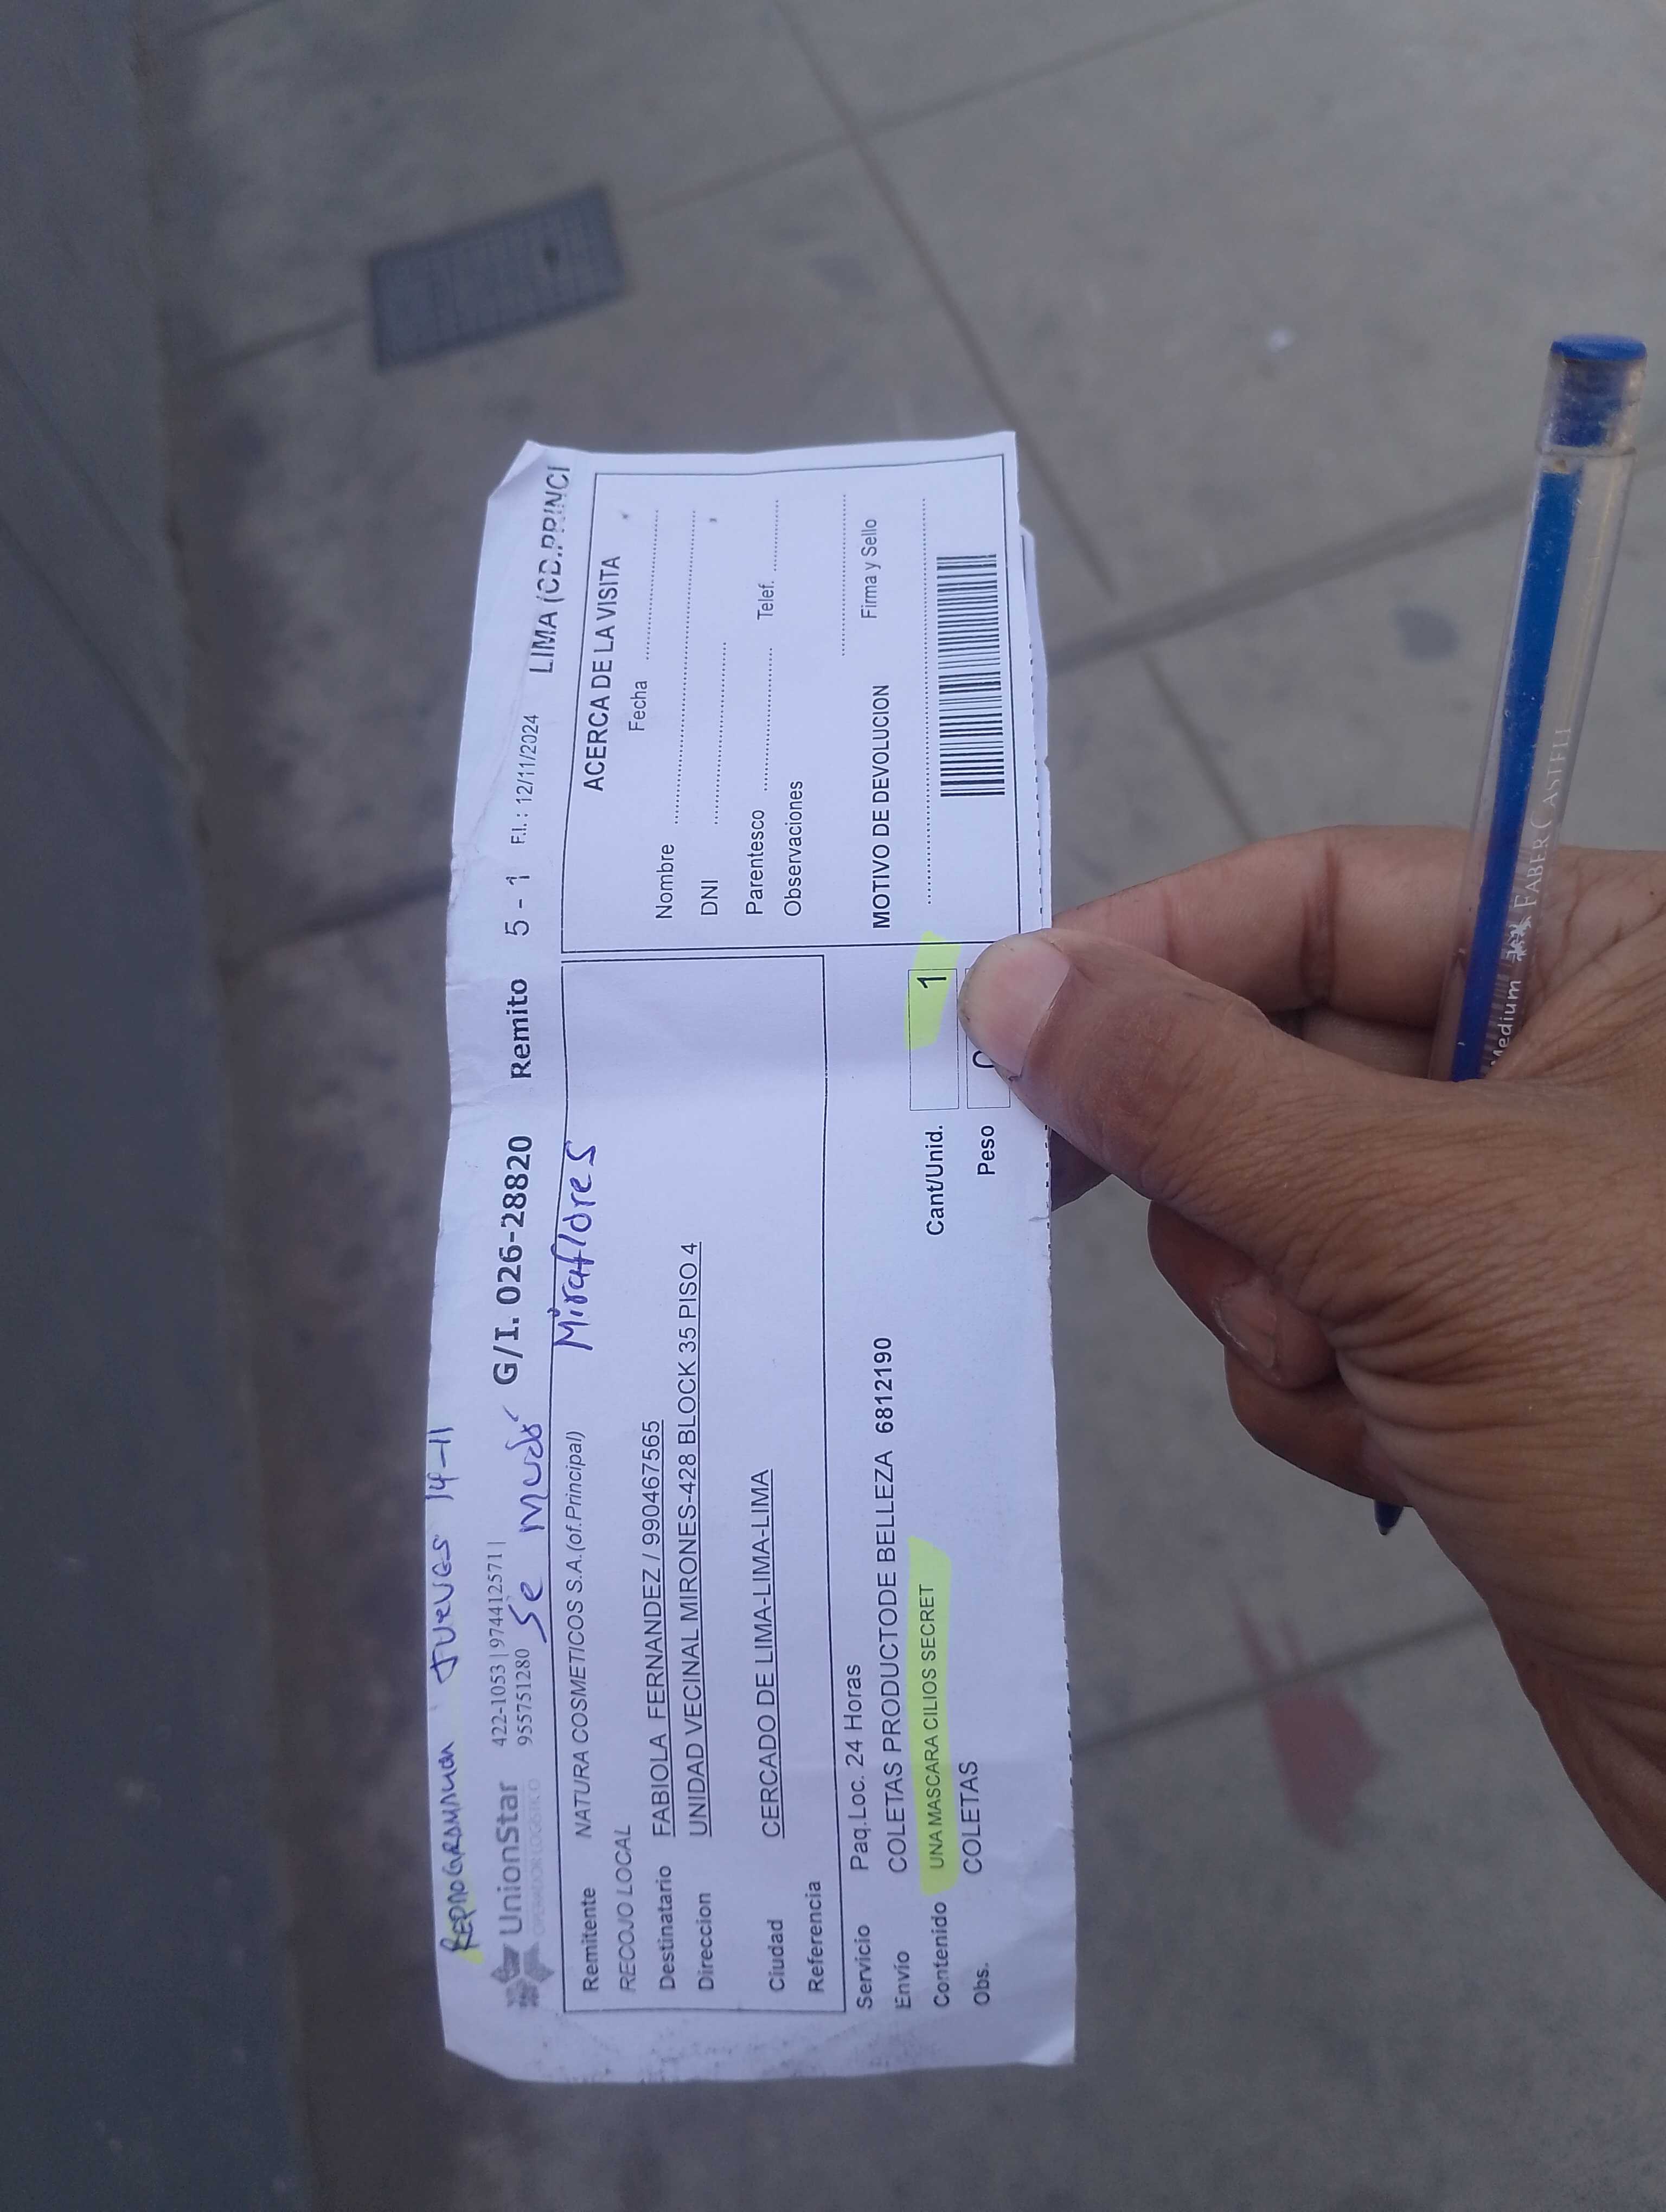 REPROGRAMADA JUEVES 14-11
UnionStar
OPERADOR LOGISTICO
422-1053 | 974412571 |
955751280
Se mudó
G/I. 026-28820 Remito 5 - 1 F.I. : 12/11/2024 LIMA (CD.PRINCI
Remitente NATURA COSMETICOS S.A.(of.Principal) Miraflores
RECOJO LOCAL
Destinatario FABIOLA FERNANDEZ / 990467565
Direccion UNIDAD VECINAL MIRONES-428 BLOCK 35 PISO 4
Ciudad CERCADO DE LIMA-LIMA-LIMA
Referencia
Servicio Paq.Loc. 24 Horas
Envío COLETAS PRODUCTODE BELLEZA 6812190
Contenido UNA MASCARA CILIOS SECRET Cant/Unid. 1
Obs. COLETAS Peso
ACERCA DE LA VISITA
Fecha
Nombre
DNI
Parentesco Telef.
Observaciones
MOTIVO DE DEVOLUCION Firma y Sello
Medium FABER CASTELL